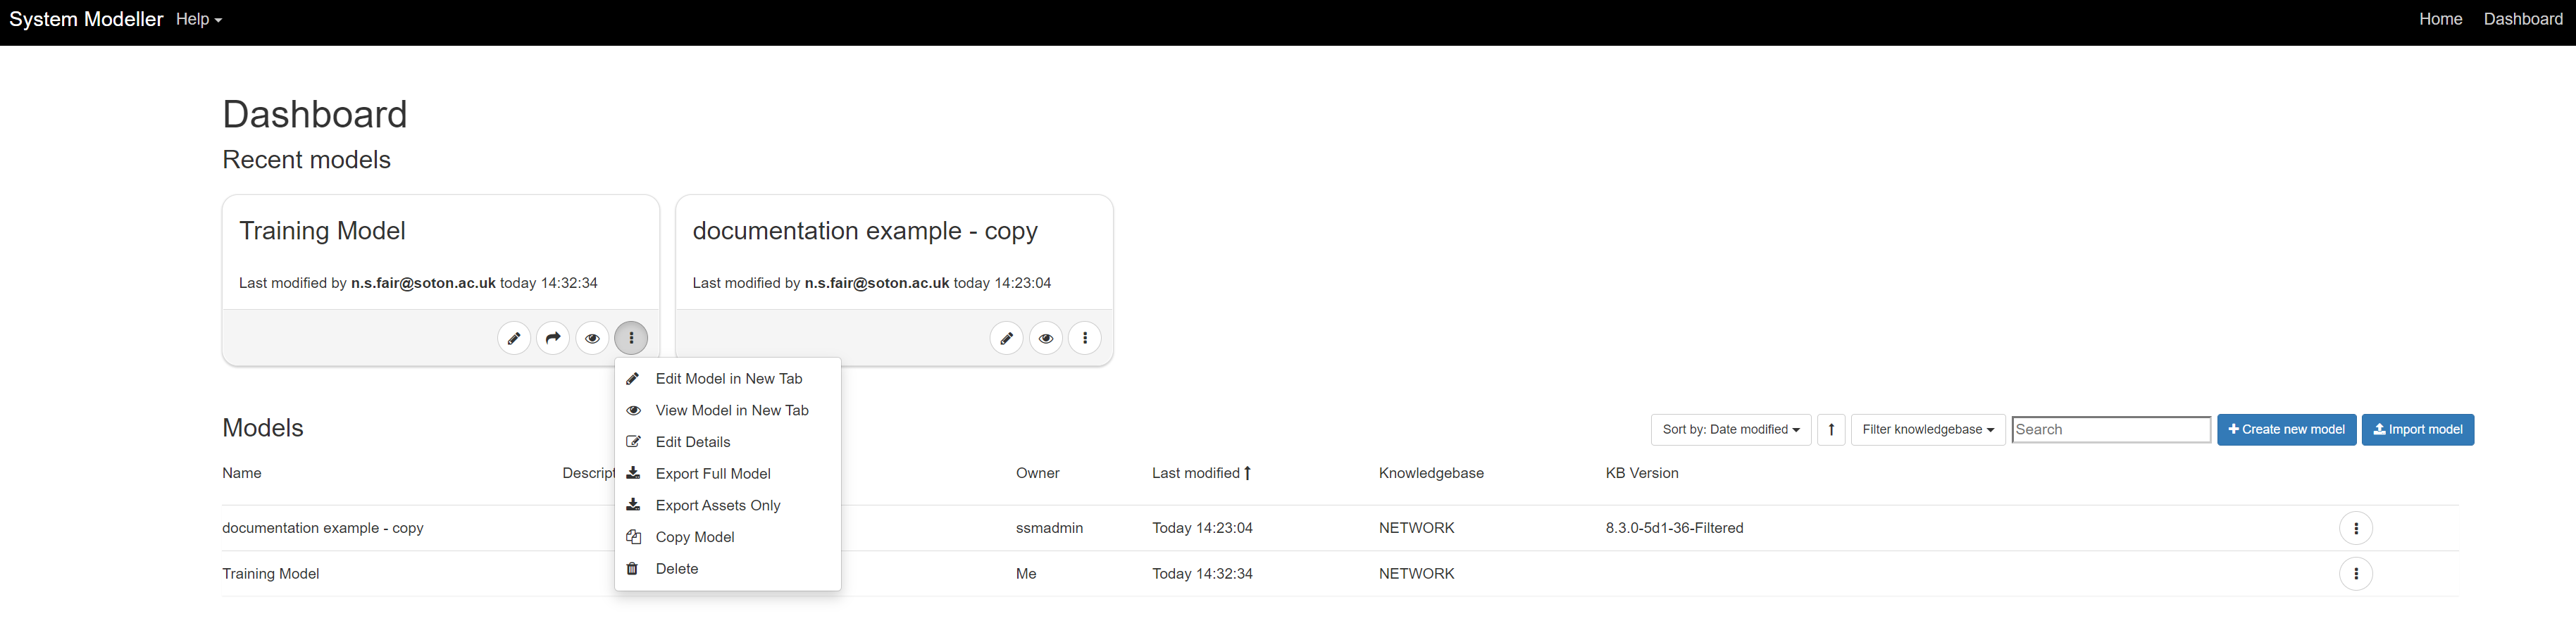 System Modeller Help Home Dashboard
Dashboard
Recent models
Training Model
Last modified by n.s.fair@soton.ac.uk today 14:32:34
documentation example - copy
Last modified by n.s.fair@soton.ac.uk today 14:23:04
Edit Model in New Tab
View Model in New Tab
Edit Details
Export Full Model
Export Assets Only
Copy Model
Delete
Models
Sort by: Date modified Filter knowledgebase Search Create new model Import model
Name Descript Owner Last modified Knowledgebase KB Version
documentation example - copy ssmadmin Today 14:23:04 NETWORK 8.3.0-5d1-36-Filtered
Training Model Me Today 14:32:34 NETWORK